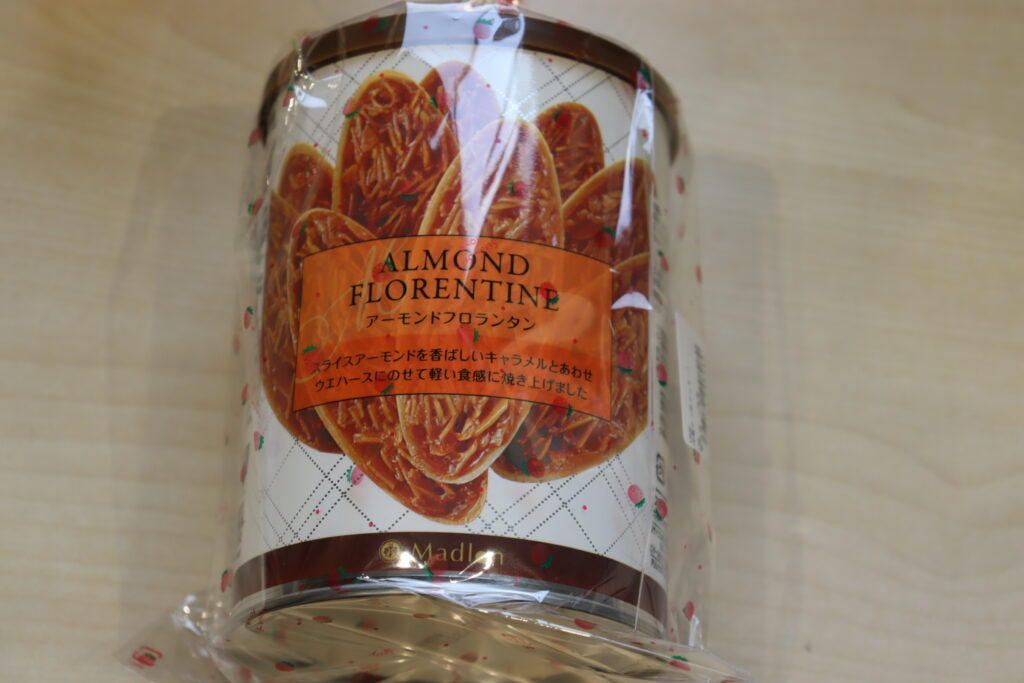 ALMOND
FLORENTINE
アーモンドフロランタン
スライスアーモンドを香ばしいキャラメルとあわせ
ウエハースにのせて軽い食感に焼き上げました
Madlon